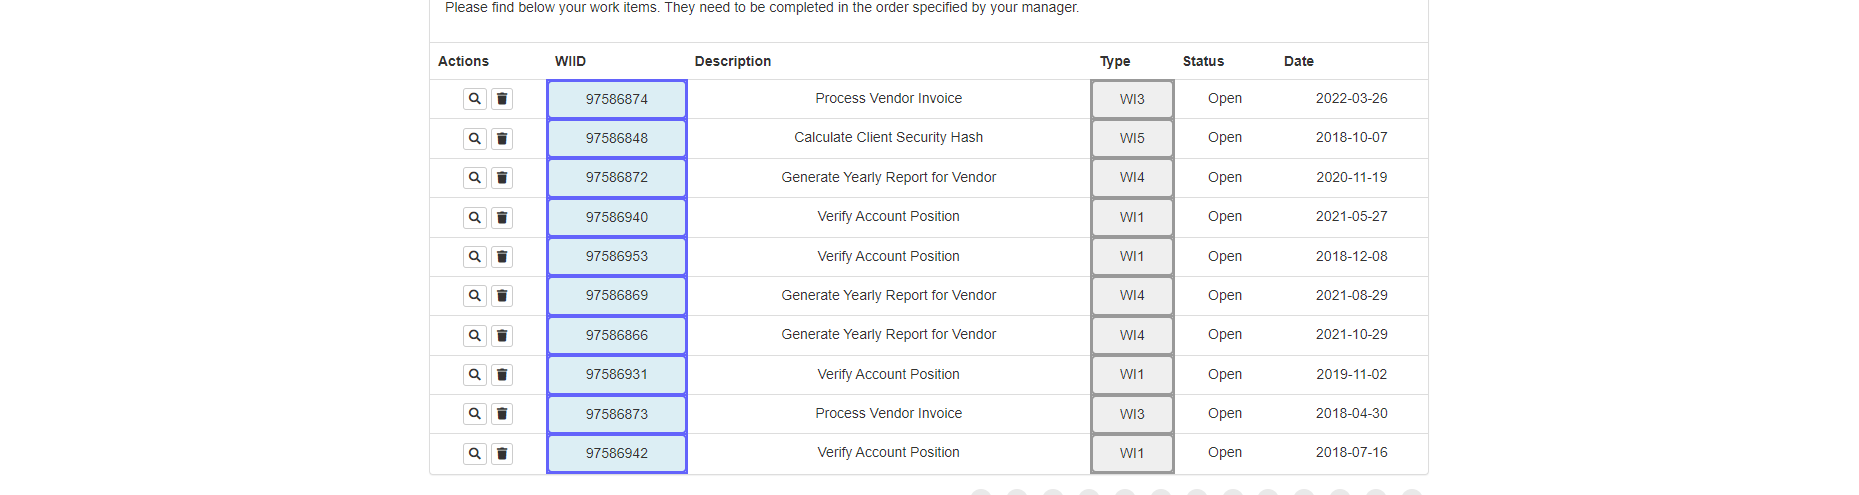 Please find below your work items. They need to be completed in the order specified by your manager.
Actions WIID Description Type Status Date
97586874 Process Vendor Invoice WI3 Open 2022-03-26
97586848 Calculate Client Security Hash WI5 Open 2018-10-07
97586872 Generate Yearly Report for Vendor WI4 Open 2020-11-19
97586940 Verify Account Position WI1 Open 2021-05-27
97586953 Verify Account Position WI1 Open 2018-12-08
97586869 Generate Yearly Report for Vendor WI4 Open 2021-08-29
97586866 Generate Yearly Report for Vendor WI4 Open 2021-10-29
97586931 Verify Account Position WI1 Open 2019-11-02
97586873 Process Vendor Invoice WI3 Open 2018-04-30
97586942 Verify Account Position WI1 Open 2018-07-16